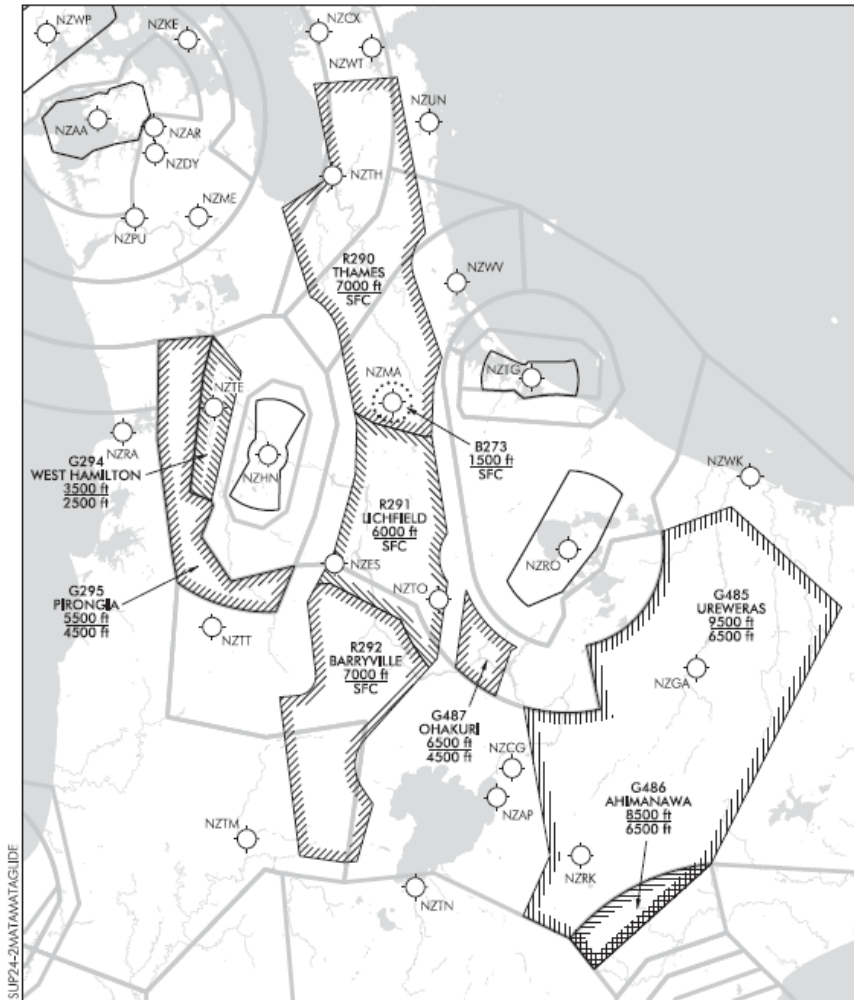 NZWP
NZKE
NZCX
NZWT
NZAA
NZAR
NZDY
NZUN
NZTH
NZPU
NZME
R290
THAMES
7000 ft
SFC
NZWV
NZTE
NZMA
NZTG
NZRA
G294
WEST HAMILTON
3500 ft
2500 ft
NZHN
B273
1500 ft
SFC
NZWK
R291
LICHFIELD
6000 ft
SFC
NZRO
NZES
NZTO
G295
PIRONGIA
5500 ft
4500 ft
NZTT
G485
UREWERAS
9500 ft
6500 ft
R292
BARRYVILLE
7000 ft
SFC
NZGA
G487
OHAKURI
6500 ft
4500 ft
NZCG
NZAP
G486
AHIMANAWA
8500 ft
6500 ft
NZTM
NZRK
NZTN
SUP24-2MATAMATAGLIDE